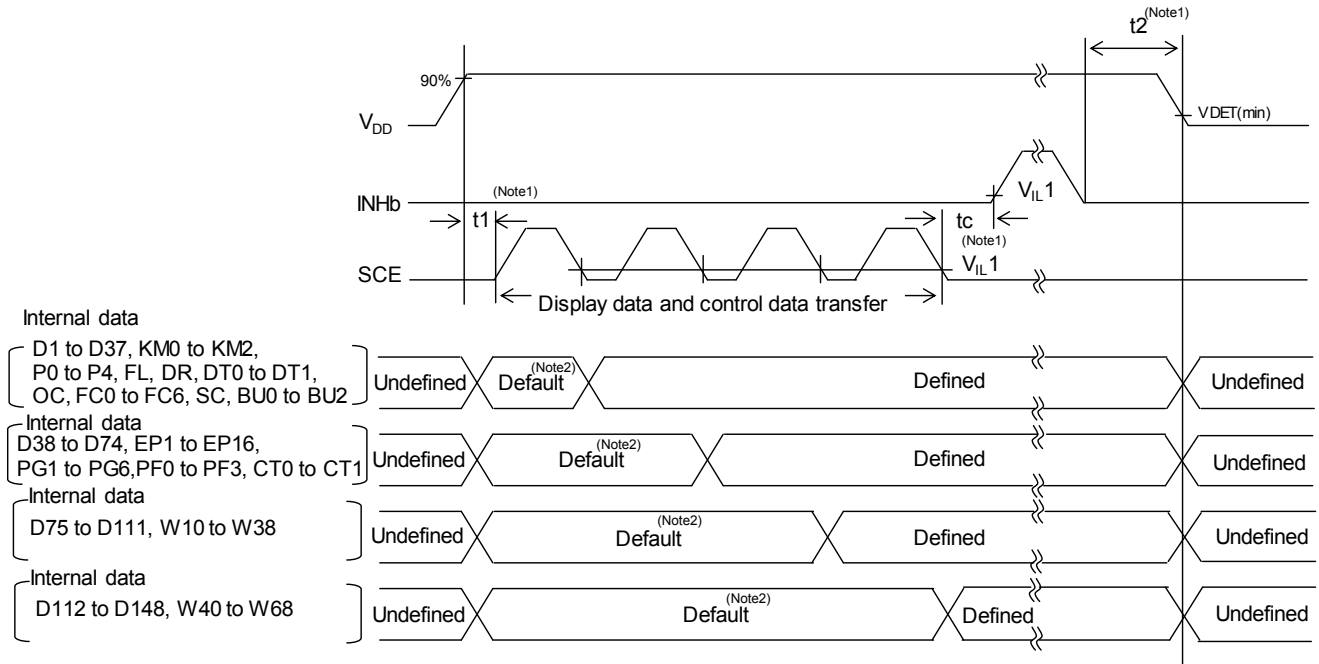 t2(Note1)
90%
VDD
VDET(min)
INHb
(Note1)
t1
VIL1
tc
(Note1)
VIL1
SCE
Display data and control data transfer
Internal data
D1 to D37, KM0 to KM2,
P0 to P4, FL, DR, DT0 to DT1,
OC, FC0 to FC6, SC, BU0 to BU2
Undefined Default(Note2) Defined Undefined
Internal data
D38 to D74, EP1 to EP16,
PG1 to PG6,PF0 to PF3, CT0 to CT1
Undefined Default(Note2) Defined Undefined
Internal data
D75 to D111, W10 to W38
Undefined Default(Note2) Defined Undefined
Internal data
D112 to D148, W40 to W68
Undefined Default(Note2) Defined Undefined